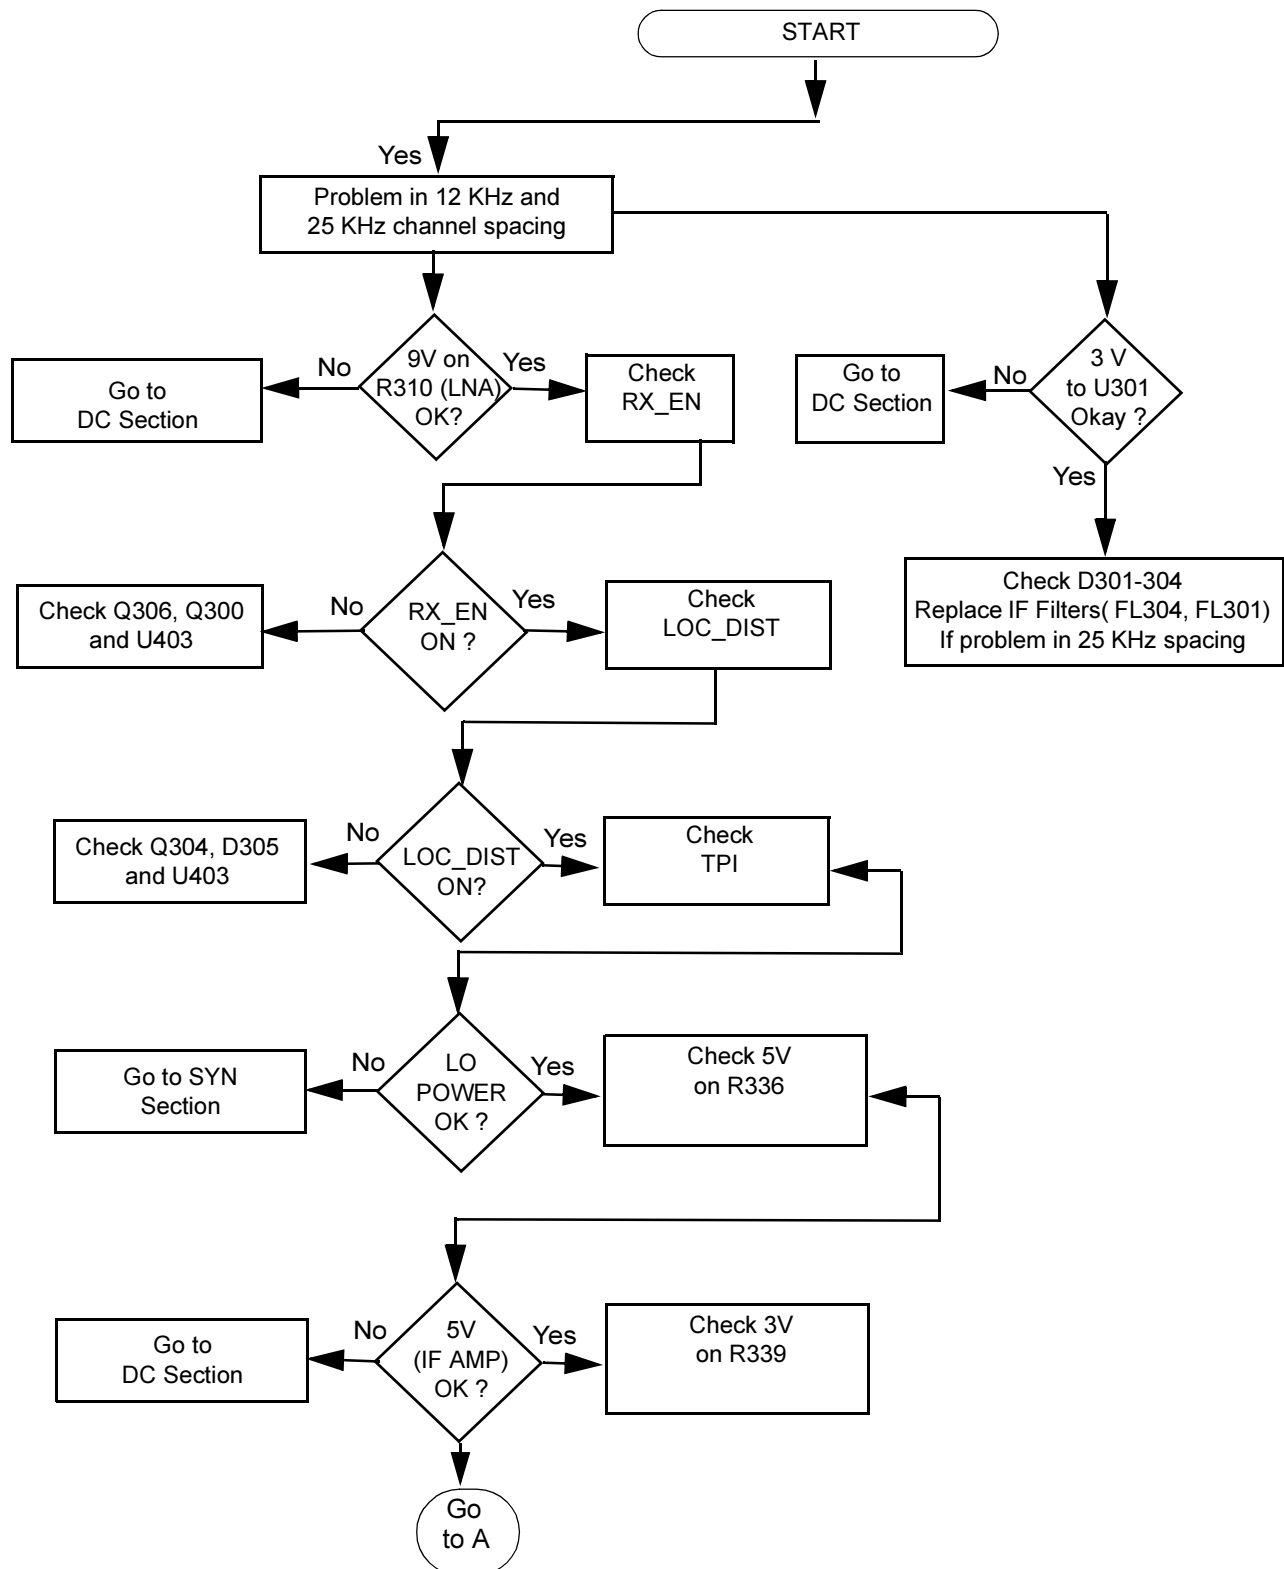 START
Yes
Problem in 12 KHz and
25 KHz channel spacing
No
9V on
R310 (LNA)
OK?
Yes
Go to
DC Section
Check
RX_EN
Go to
DC Section
No
3 V
to U301
Okay ?
Yes
Check Q306, Q300
and U403
No
RX_EN
ON ?
Yes
Check
LOC_DIST
Check D301-304
Replace IF Filters( FL304, FL301)
If problem in 25 KHz spacing
Check Q304, D305
and U403
No
LOC_DIST
ON?
Yes
Check
TPI
Go to SYN
Section
No
LO
POWER
OK ?
Yes
Check 5V
on R336
Go to
DC Section
No
5V
(IF AMP)
OK ?
Yes
Check 3V
on R339
Go
to A